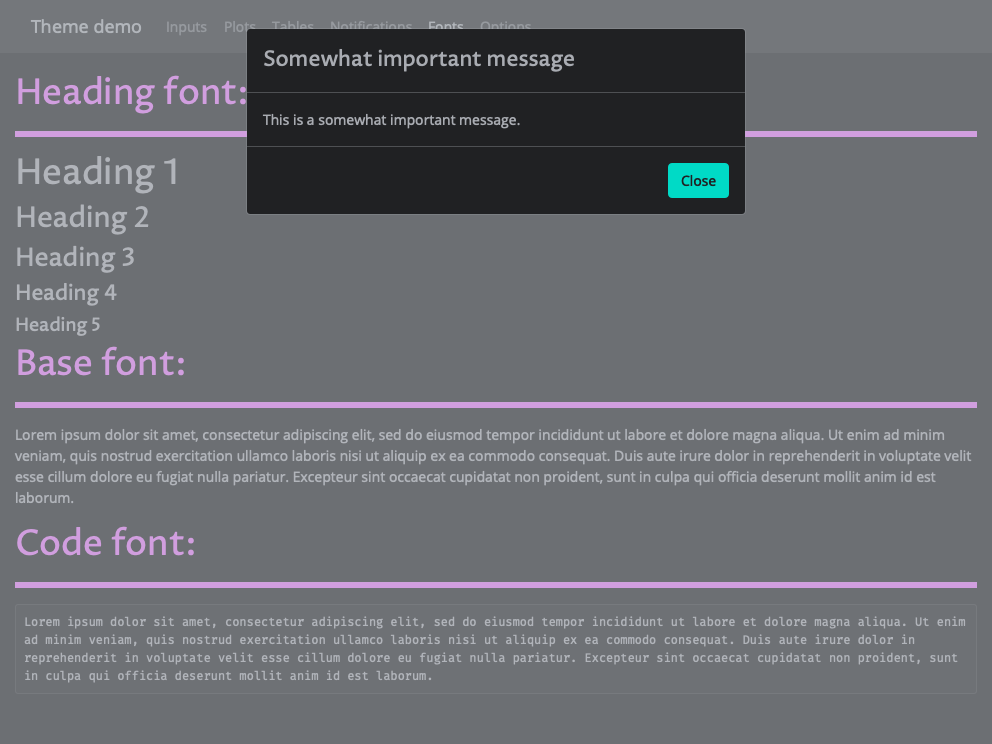 Theme demo Inputs Plots Tables Notifications Fonts Options
Somewhat important message
This is a somewhat important message.
Close
Heading font:
Heading 1
Heading 2
Heading 3
Heading 4
Heading 5
Base font:
Lorem ipsum dolor sit amet, consectetur adipiscing elit, sed do eiusmod tempor incididunt ut labore et dolore magna aliqua. Ut enim ad minim
veniam, quis nostrud exercitation ullamco laboris nisi ut aliquip ex ea commodo consequat. Duis aute irure dolor in reprehenderit in voluptate velit
esse cillum dolore eu fugiat nulla pariatur. Excepteur sint occaecat cupidatat non proident, sunt in culpa qui officia deserunt mollit anim id est
laborum.
Code font:
Lorem ipsum dolor sit amet, consectetur adipiscing elit, sed do eiusmod tempor incididunt ut labore et dolore magna aliqua. Ut enim
ad minim veniam, quis nostrud exercitation ullamco laboris nisi ut aliquip ex ea commodo consequat. Duis aute irure dolor in
reprehenderit in voluptate velit esse cillum dolore eu fugiat nulla pariatur. Excepteur sint occaecat cupidatat non proident, sunt
in culpa qui officia deserunt mollit anim id est laborum.